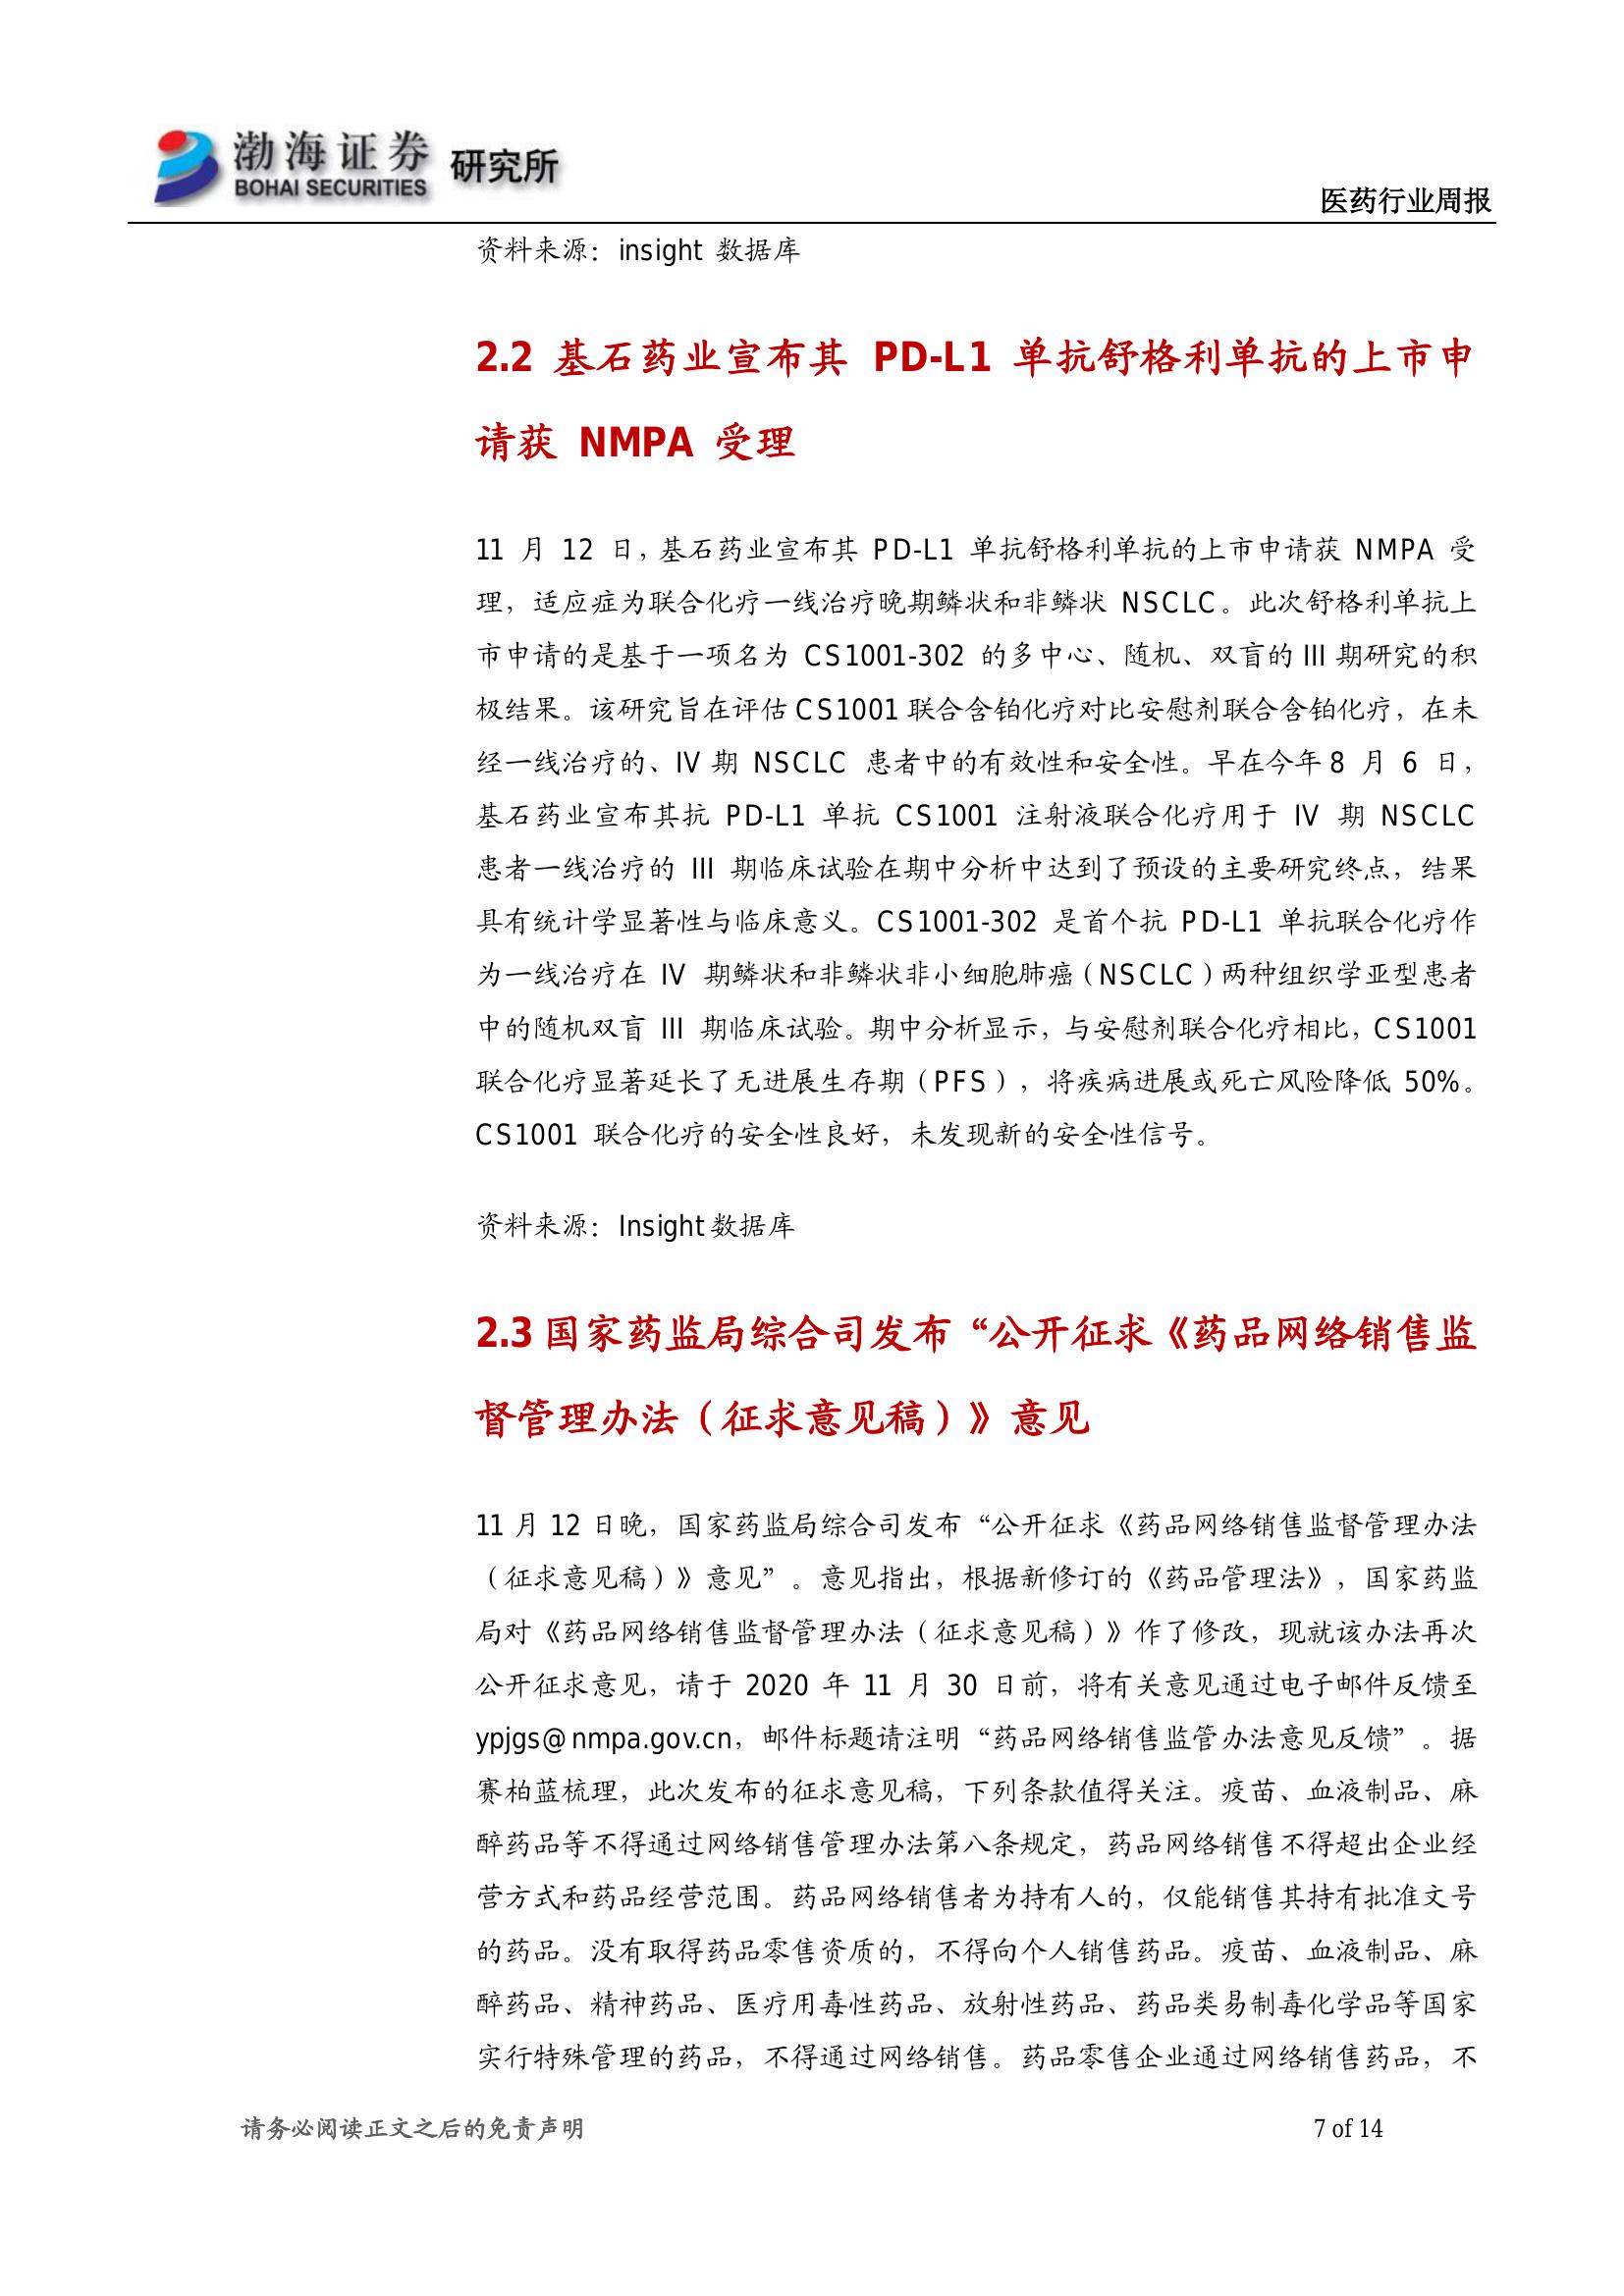 渤海证券 研究所
BOHAI SECURITIES
医药行业周报
资料来源：insight 数据库
2.2 基石药业宣布其 PD-L1 单抗舒格利单抗的上市申
请获 NMPA 受理
11 月 12 日，基石药业宣布其 PD-L1 单抗舒格利单抗的上市申请获 NMPA 受
理，适应症为联合化疗一线治疗晚期鳞状和非鳞状 NSCLC。此次舒格利单抗上
市申请的是基于一项名为 CS1001-302 的多中心、随机、双盲的 III 期研究的积
极结果。该研究旨在评估 CS1001 联合含铂化疗对比安慰剂联合含铂化疗，在未
经一线治疗的、IV 期 NSCLC 患者中的有效性和安全性。早在今年 8 月 6 日，
基石药业宣布其抗 PD-L1 单抗 CS1001 注射液联合化疗用于 IV 期 NSCLC
患者一线治疗的 III 期临床试验在期中分析中达到了预设的主要研究终点，结果
具有统计学显著性与临床意义。CS1001-302 是首个抗 PD-L1 单抗联合化疗作
为一线治疗在 IV 期鳞状和非鳞状非小细胞肺癌（NSCLC）两种组织学亚型患者
中的随机双盲 III 期临床试验。期中分析显示，与安慰剂联合化疗相比，CS1001
联合化疗显著延长了无进展生存期（PFS），将疾病进展或死亡风险降低 50%。
CS1001 联合化疗的安全性良好，未发现新的安全性信号。
资料来源：Insight 数据库
2.3 国家药监局综合司发布“公开征求《药品网络销售监
督管理办法（征求意见稿）》意见
11 月 12 日晚，国家药监局综合司发布“公开征求《药品网络销售监督管理办法
（征求意见稿）》意见”。意见指出，根据新修订的《药品管理法》，国家药监
局对《药品网络销售监督管理办法（征求意见稿）》作了修改，现就该办法再次
公开征求意见，请于 2020 年 11 月 30 日前，将有关意见通过电子邮件反馈至
ypjgs@nmpa.gov.cn，邮件标题请注明“药品网络销售监管办法意见反馈”。据
赛柏蓝梳理，此次发布的征求意见稿，下列条款值得关注。疫苗、血液制品、麻
醉药品等不得通过网络销售管理办法第八条规定，药品网络销售不得超出企业经
营方式和药品经营范围。药品网络销售者为持有人的，仅能销售其持有批准文号
的药品。没有取得药品零售资质的，不得向个人销售药品。疫苗、血液制品、麻
醉药品、精神药品、医疗用毒性药品、放射性药品、药品类易制毒化学品等国家
实行特殊管理的药品，不得通过网络销售。药品零售企业通过网络销售药品，不
请务必阅读正文之后的免责声明
7 of 14